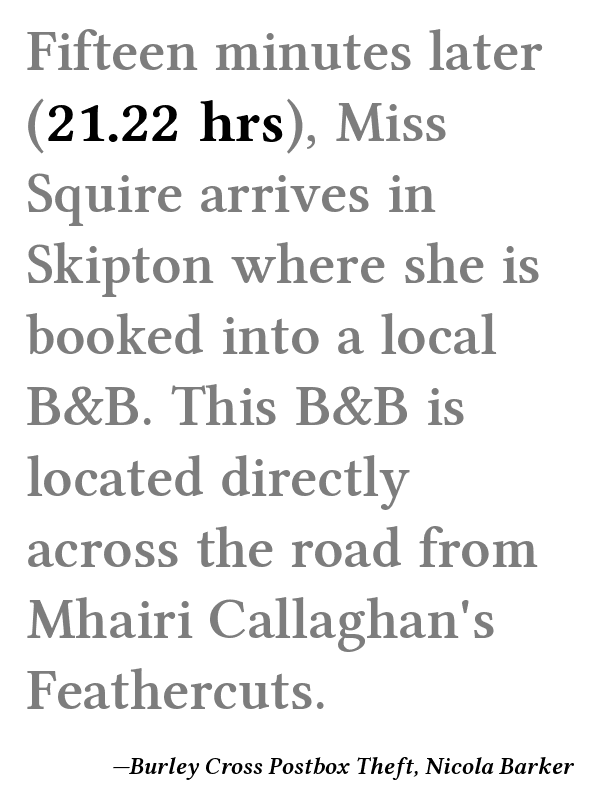 Fifteen minutes later
(21.22 hrs), Miss
Squire arrives in
Skipton where she is
booked into a local
B&B. This B&B is
located directly
across the road from
Mhairi Callaghan's
Feathercuts.
—Burley Cross Postbox Theft, Nicola Barker